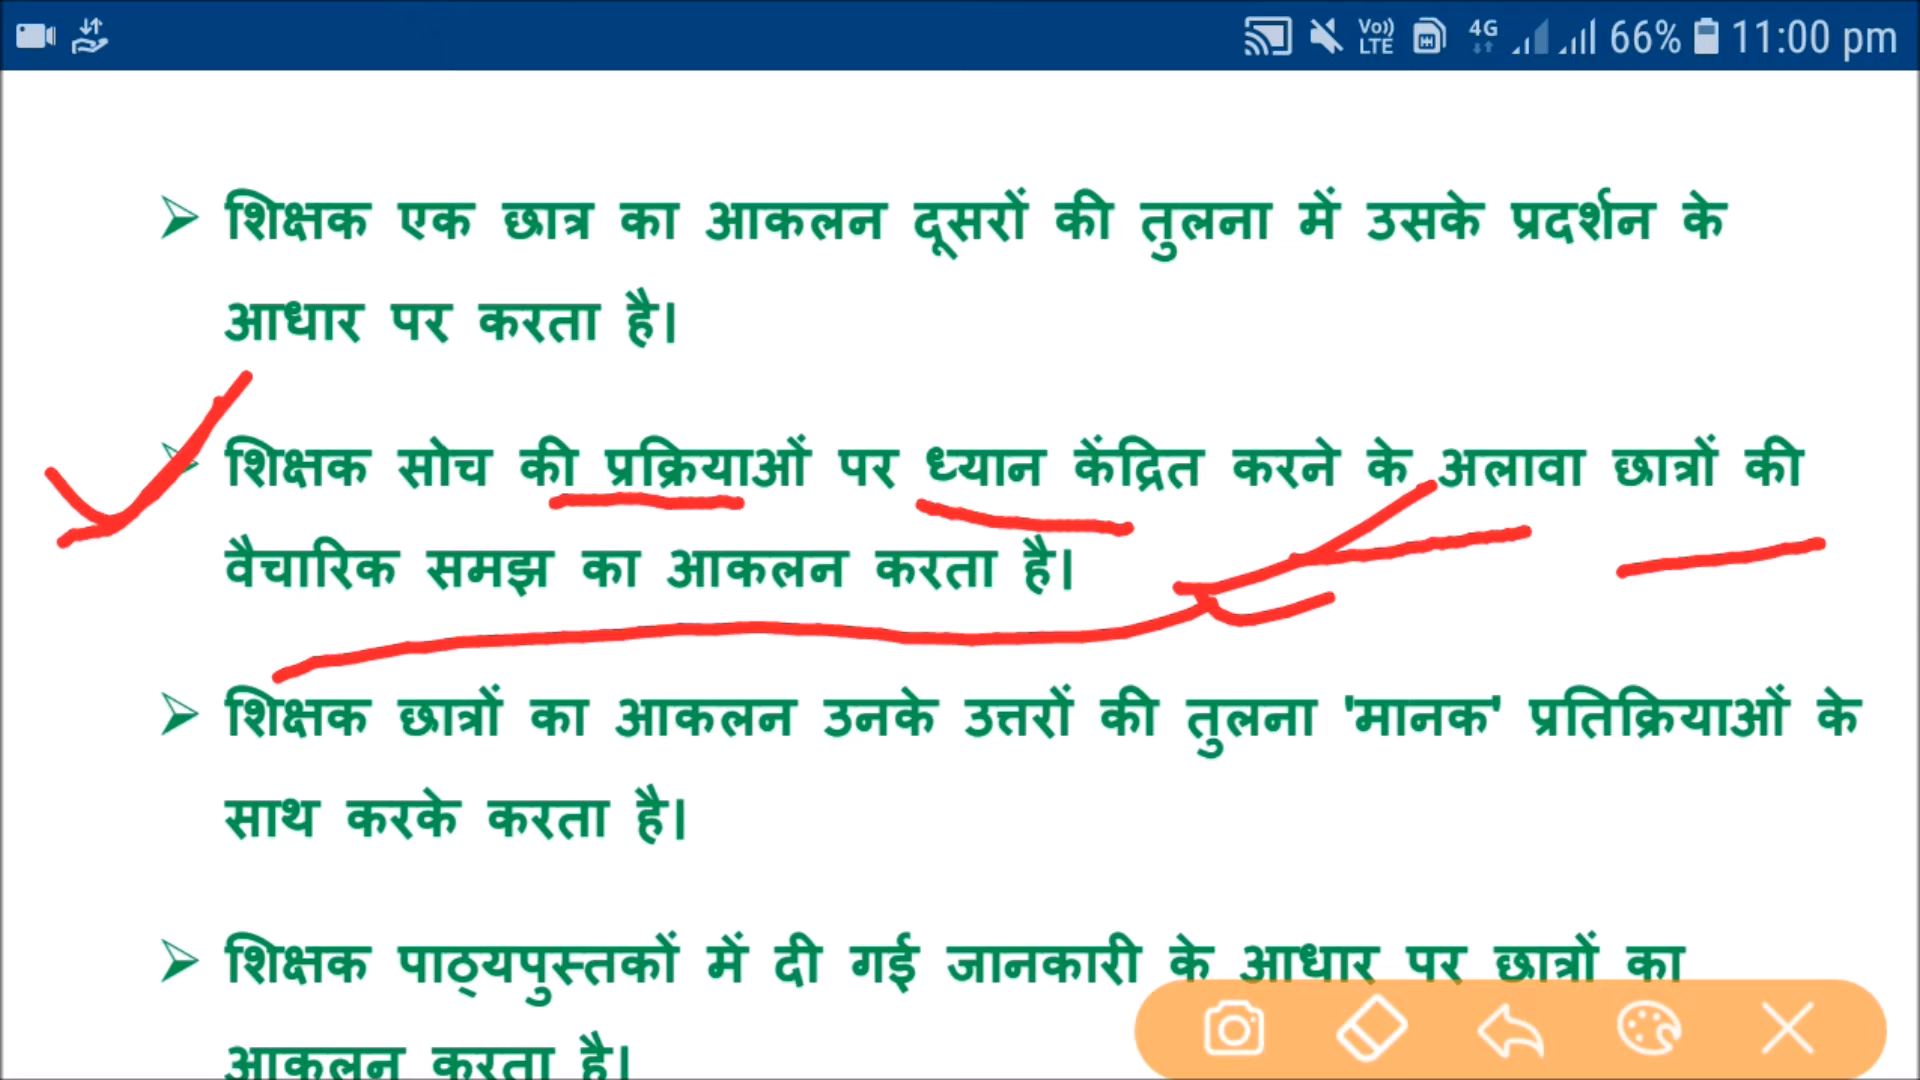 Vo)) LTE 4G 66% 11:00 pm
शिक्षक एक छात्र का आकलन दूसरों की तुलना में उसके प्रदर्शन के
आधार पर करता है।
शिक्षक सोच की प्रक्रियाओं पर ध्यान केंद्रित करने के अलावा छात्रों की
वैचारिक समझ का आकलन करता है।
शिक्षक छात्रों का आकलन उनके उत्तरों की तुलना 'मानक' प्रतिक्रियाओं के
साथ करके करता है।
शिक्षक पाठ्यपुस्तकों में दी गई जानकारी के आधार पर छात्रों का
आकलन करता है।